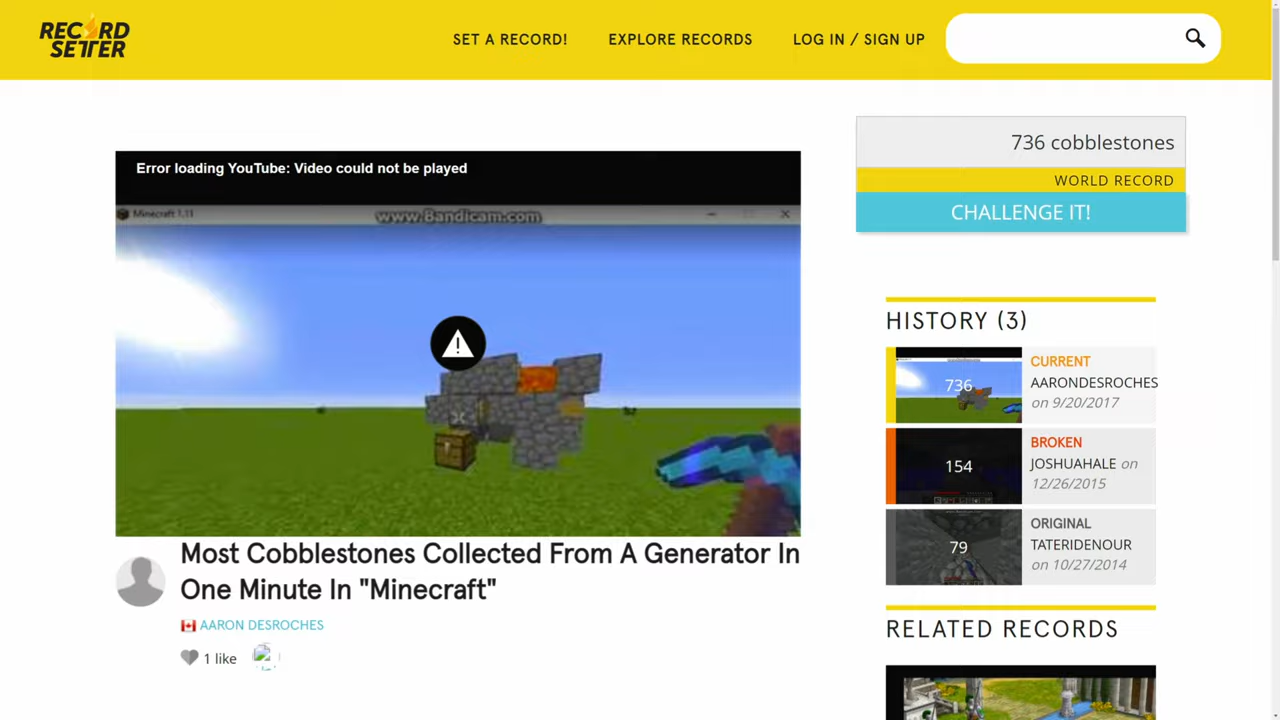 RECORD
SETTER
SET A RECORD!
EXPLORE RECORDS
LOG IN / SIGN UP
Error loading YouTube: Video could not be played
Minecraft 1.11
www.Bandicam.com
Most Cobblestones Collected From A Generator In
One Minute In "Minecraft"
AARON DESROCHES
1 like
736 cobblestones
WORLD RECORD
CHALLENGE IT!
HISTORY (3)
736
CURRENT
AARONDESROCHES
on 9/20/2017
154
BROKEN
JOSHUAHALE on
12/26/2015
79
ORIGINAL
TATERIDENOUR
on 10/27/2014
RELATED RECORDS